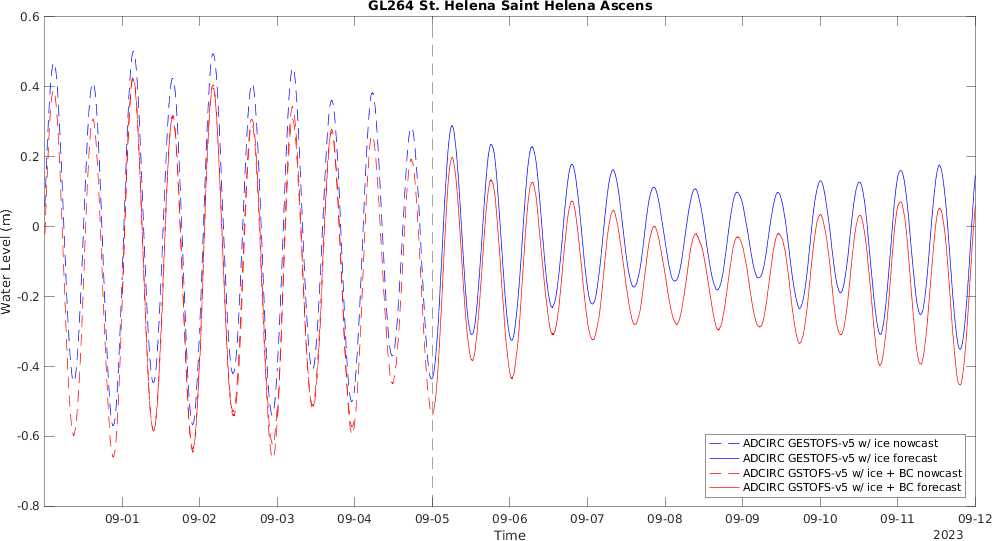 GL264 St. Helena Saint Helena Ascens
0.6
0.4
0.2
0
-0.2
-0.4
-0.6
-0.8
Water Level (m)
09-01 09-02 09-03 09-04 09-05 09-06 09-07 09-08 09-09 09-10 09-11 09-12
Time
2023
ADCIRC GESTOFS-v5 w/ ice nowcast
ADCIRC GESTOFS-v5 w/ ice forecast
ADCIRC GSTOFS-v5 w/ ice + BC nowcast
ADCIRC GSTOFS-v5 w/ ice + BC forecast